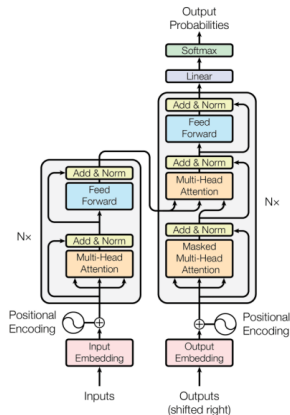 Output
Probabilities
Softmax
Linear
Add & Norm
Feed
Forward
Add & Norm
Multi-Head
Attention
Add & Norm
Masked
Multi-Head
Attention
N×
Add & Norm
Feed
Forward
Add & Norm
Multi-Head
Attention
N×
Positional
Encoding
Positional
Encoding
Input
Embedding
Output
Embedding
Inputs
Outputs
(shifted right)